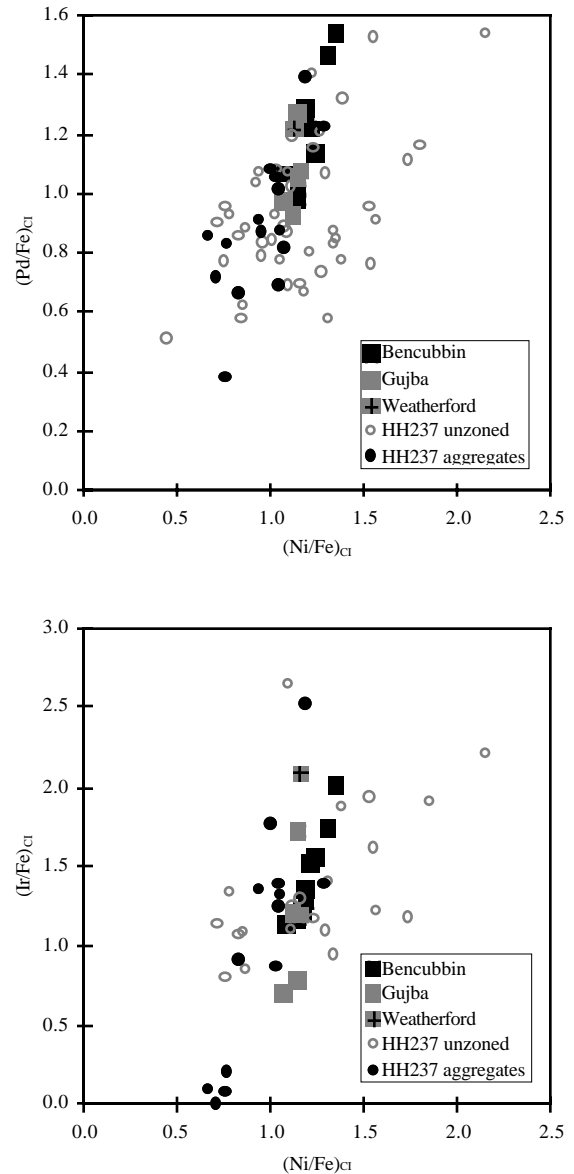 1.6
1.4
1.2
1.0
0.8
0.6
0.4
0.2
0.0
(Pd/Fe)CI
Bencubbin
Gujba
Weatherford
HH237 unzoned
HH237 aggregates
0.0 0.5 1.0 1.5 2.0 2.5
(Ni/Fe)CI
3.0
2.5
2.0
1.5
1.0
0.5
0.0
(Ir/Fe)CI
Bencubbin
Gujba
Weatherford
HH237 unzoned
HH237 aggregates
0.0 0.5 1.0 1.5 2.0 2.5
(Ni/Fe)CI